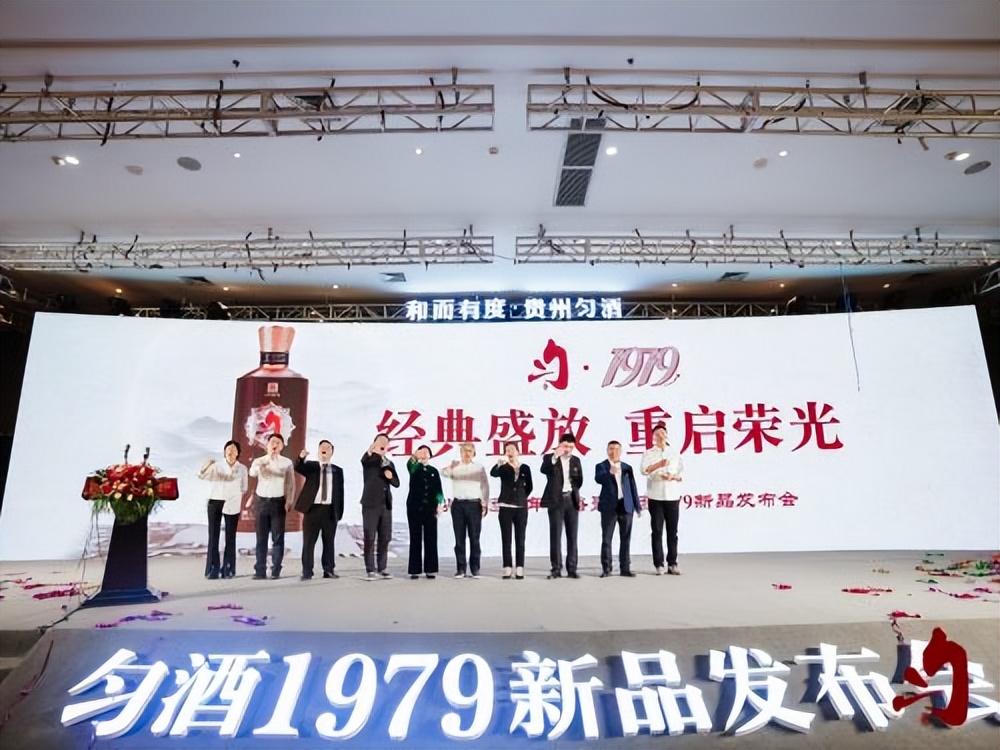 和而有度·贵州匀酒
匀·1979
经典盛放 重启荣光
9新品发布会
匀酒1979新品发布会
匀